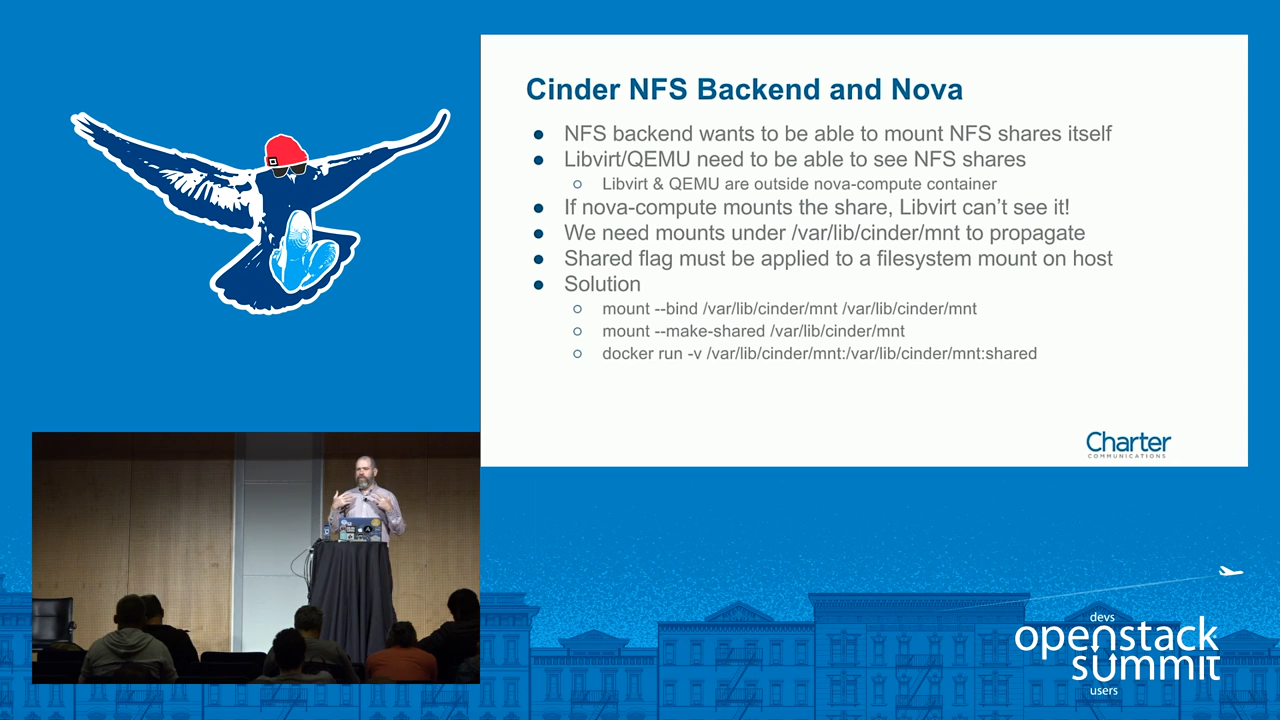 Cinder NFS Backend and Nova
● NFS backend wants to be able to mount NFS shares itself
● Libvirt/QEMU need to be able to see NFS shares
○ Libvirt & QEMU are outside nova-compute container
● If nova-compute mounts the share, Libvirt can’t see it!
● We need mounts under /var/lib/cinder/mnt to propagate
● Shared flag must be applied to a filesystem mount on host
● Solution
○ mount --bind /var/lib/cinder/mnt /var/lib/cinder/mnt
○ mount --make-shared /var/lib/cinder/mnt
○ docker run -v /var/lib/cinder/mnt:/var/lib/cinder/mnt:shared
Charter
COMMUNICATIONS
devs
openstack
summit
users